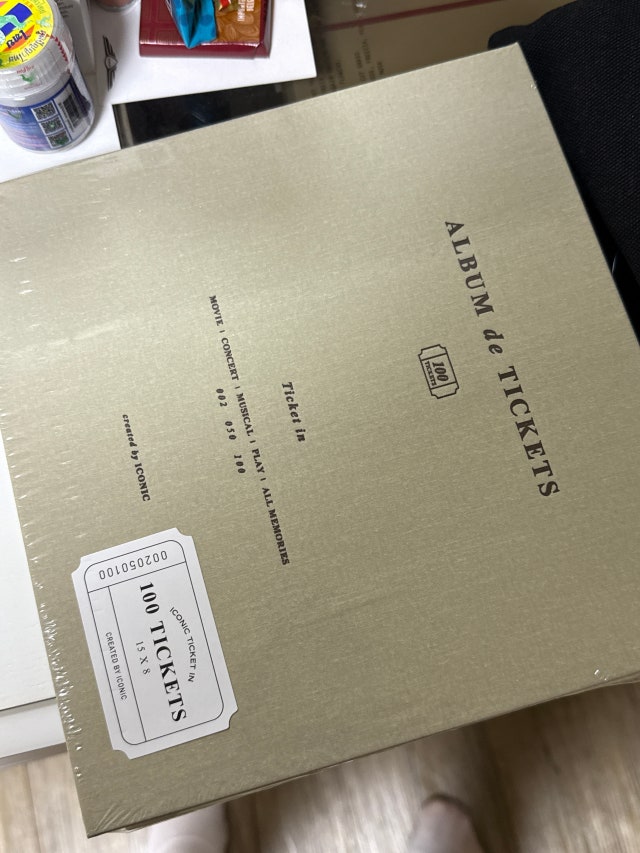 ALBUM de TICKETS
100
TICKETS
Ticket in
MOVIE | CONCERT | MUSICAL | PLAY | ALL MEMORIES
002 050 100
created by ICONIC
002050100
ICONIC TICKET IN
100 TICKETS
15 X 8
CREATED BY ICONIC